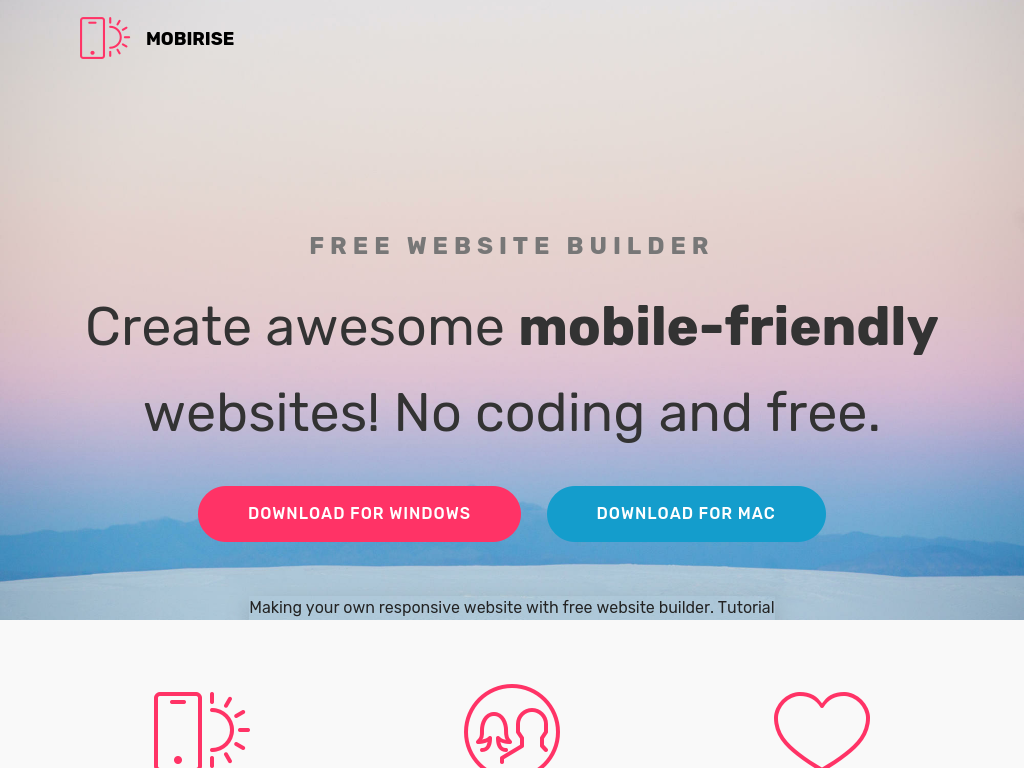 MOBIRISE
FREE WEBSITE BUILDER
Create awesome mobile-friendly
websites! No coding and free.
DOWNLOAD FOR WINDOWS
DOWNLOAD FOR MAC
Making your own responsive website with free website builder. Tutorial